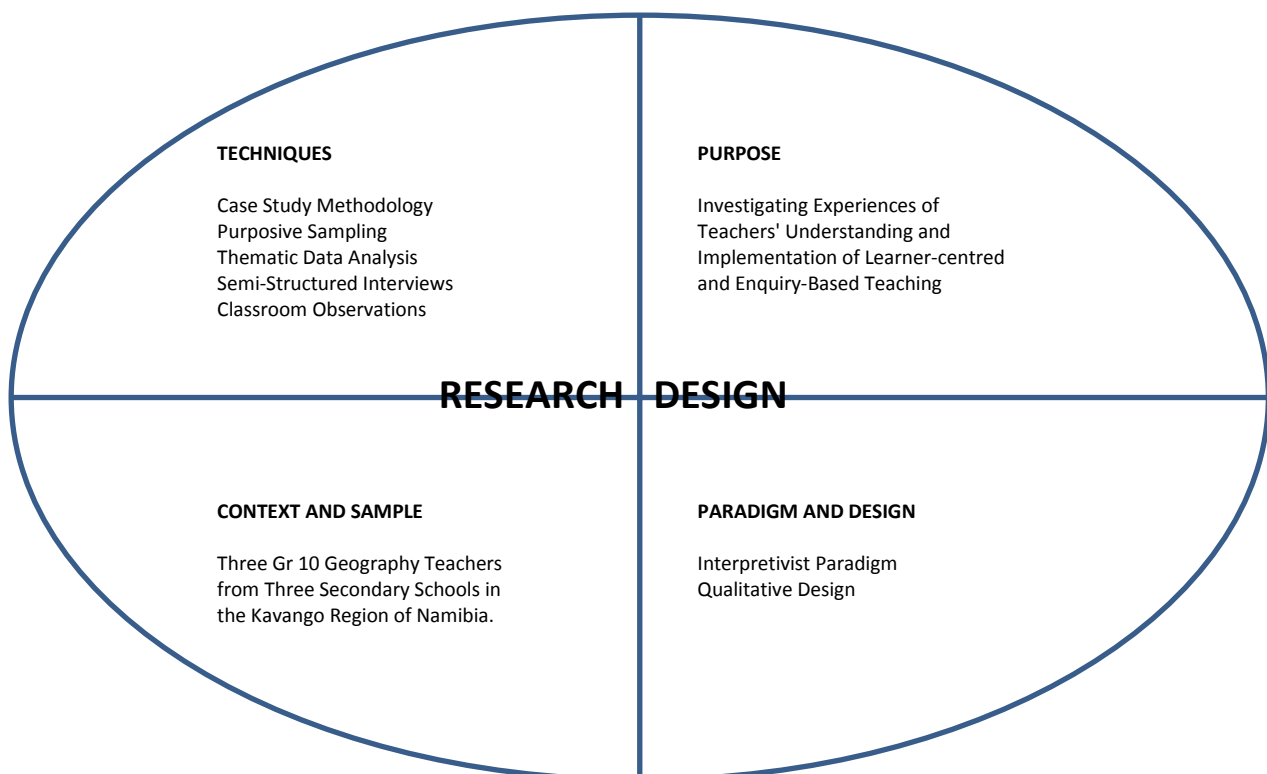 TECHNIQUES
Case Study Methodology
Purposive Sampling
Thematic Data Analysis
Semi-Structured Interviews
Classroom Observations
PURPOSE
Investigating Experiences of
Teachers' Understanding and
Implementation of Learner-centred
and Enquiry-Based Teaching
RESEARCH DESIGN
CONTEXT AND SAMPLE
Three Gr 10 Geography Teachers
from Three Secondary Schools in
the Kavango Region of Namibia.
PARADIGM AND DESIGN
Interpretivist Paradigm
Qualitative Design